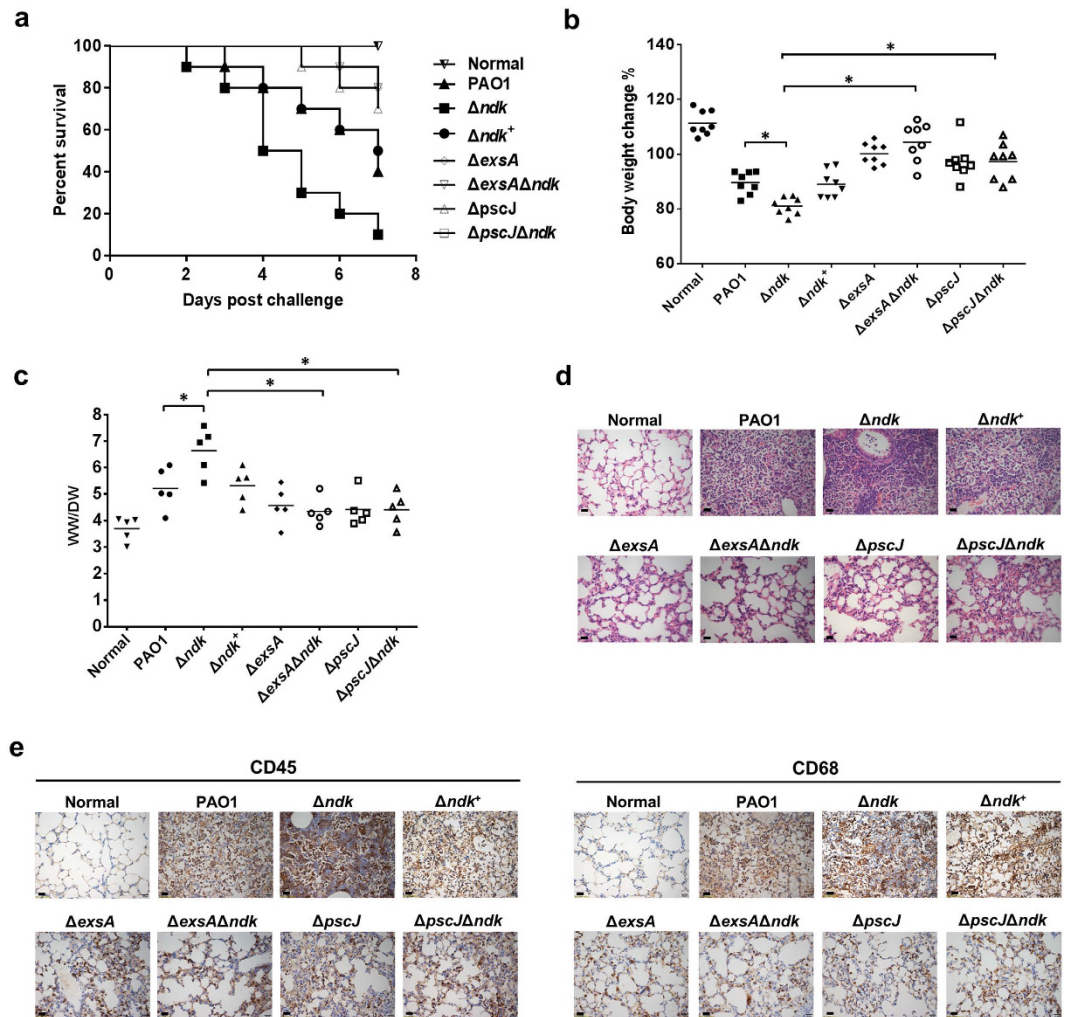 a
Percent survival
100
80
60
40
20
0
0 2 4 6 8
Days post challenge
Normal
PAO1
Δndk
Δndk⁺
ΔexsA
ΔexsAΔndk
ΔpscJ
ΔpscJΔndk
b
Body weight change %
140
120
100
80
60
* * *
Normal PAO1 Δndk Δndk⁺ ΔexsA ΔexsAΔndk ΔpscJ ΔpscJΔndk
c
WW/DW
8
7
6
5
4
3
2
1
0
* * *
Normal PAO1 Δndk Δndk⁺ ΔexsA ΔexsAΔndk ΔpscJ ΔpscJΔndk
d
Normal PAO1 Δndk Δndk⁺
ΔexsA ΔexsAΔndk ΔpscJ ΔpscJΔndk
e
CD45
Normal PAO1 Δndk Δndk⁺
ΔexsA ΔexsAΔndk ΔpscJ ΔpscJΔndk
CD68
Normal PAO1 Δndk Δndk⁺
ΔexsA ΔexsAΔndk ΔpscJ ΔpscJΔndk